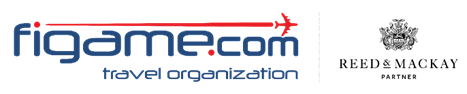 figame.com
travel organization
REED & MACKAY
PARTNER